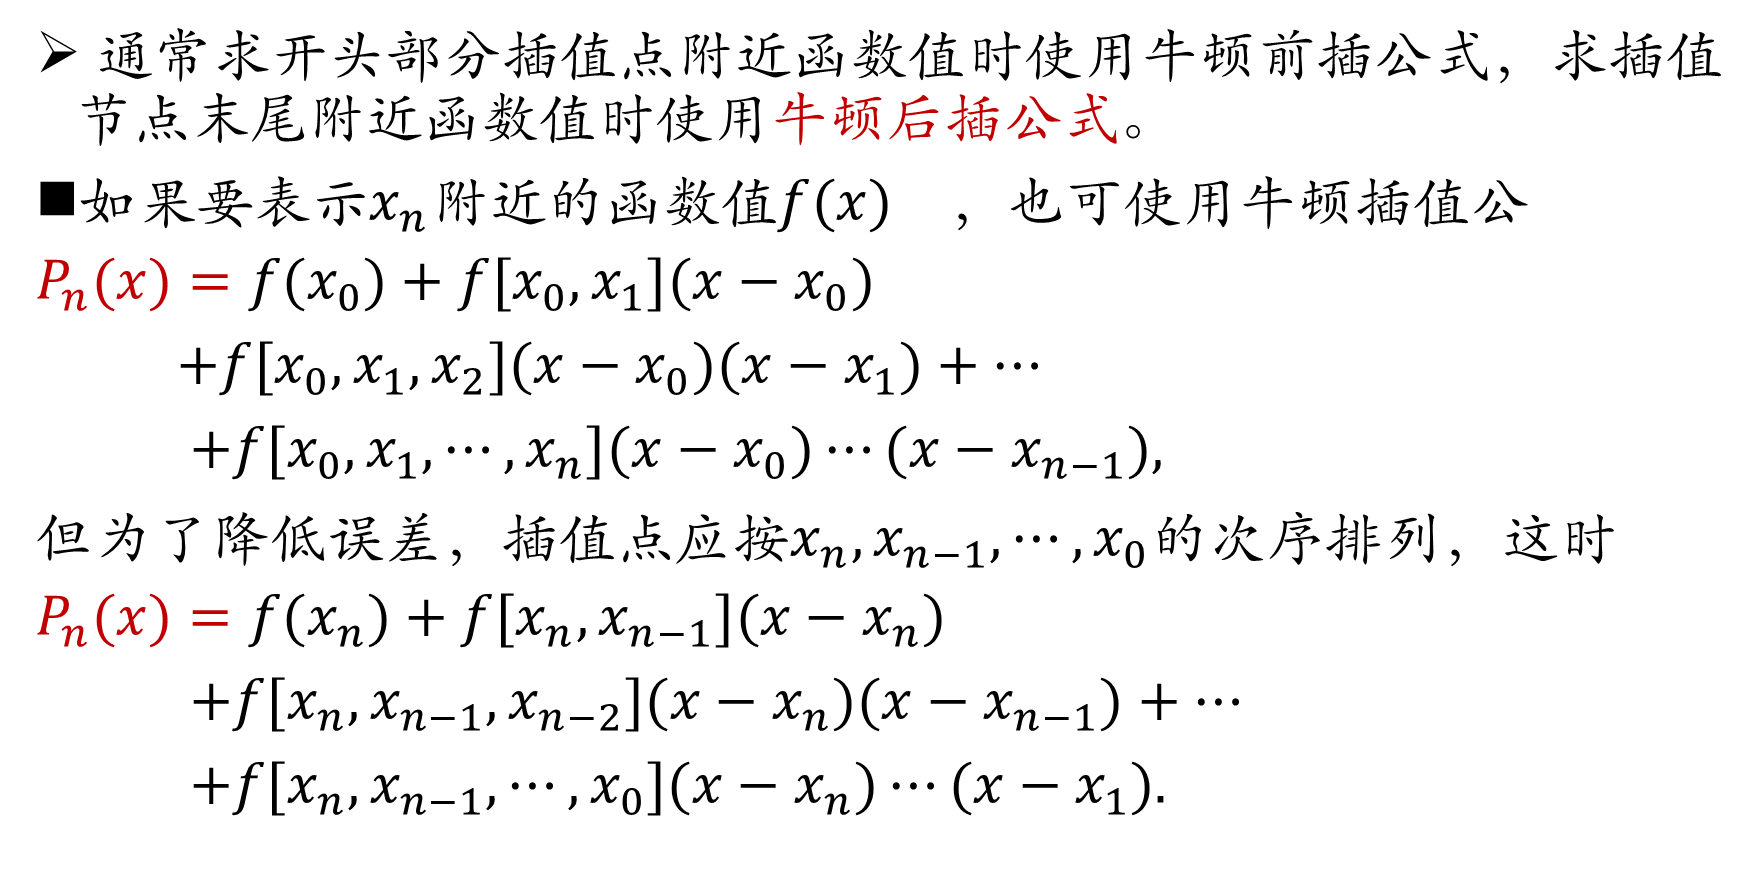 ➢ 通常求开头部分插值点附近函数值时使用牛顿前插公式，求插值
节点末尾附近函数值时使用牛顿后插公式。
■如果要表示xₙ附近的函数值f(x) ，也可使用牛顿插值公
Pₙ(x) = f(x₀) + f[x₀, x₁](x − x₀)
+f[x₀, x₁, x₂](x − x₀)(x − x₁) + ⋯
+f[x₀, x₁, ⋯ , xₙ](x − x₀) ⋯ (x − xₙ₋₁),
但为了降低误差，插值点应按xₙ, xₙ₋₁, ⋯ , x₀的次序排列，这时
Pₙ(x) = f(xₙ) + f[xₙ, xₙ₋₁](x − xₙ)
+f[xₙ, xₙ₋₁, xₙ₋₂](x − xₙ)(x − xₙ₋₁) + ⋯
+f[xₙ, xₙ₋₁, ⋯ , x₀](x − xₙ) ⋯ (x − x₁).